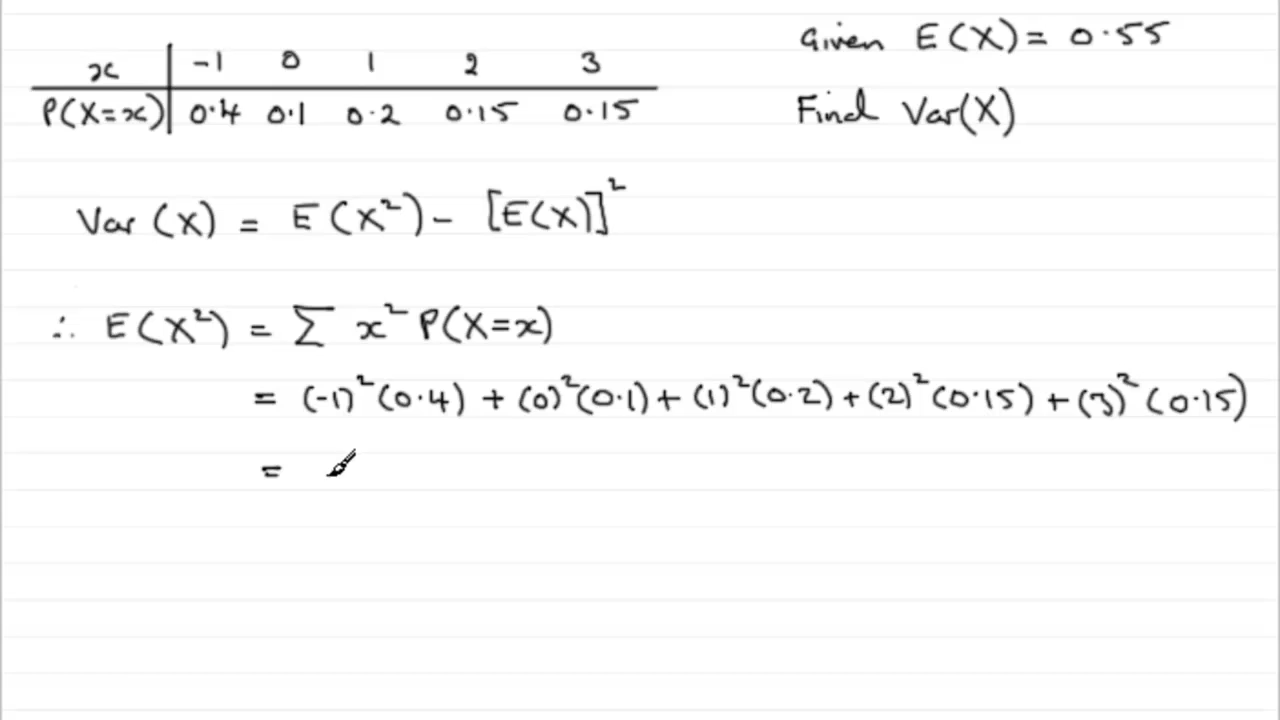 Given E(X) = 0.55
x -1 0 1 2 3
P(X=x) 0.4 0.1 0.2 0.15 0.15
Find Var(X)
Var (X) = E(X²) - [E(X)]²
∴ E(X²) = Σ x² P(X=x)
= (-1)²(0.4) + (0)²(0.1) + (1)²(0.2) + (2)²(0.15) + (3)²(0.15)
=